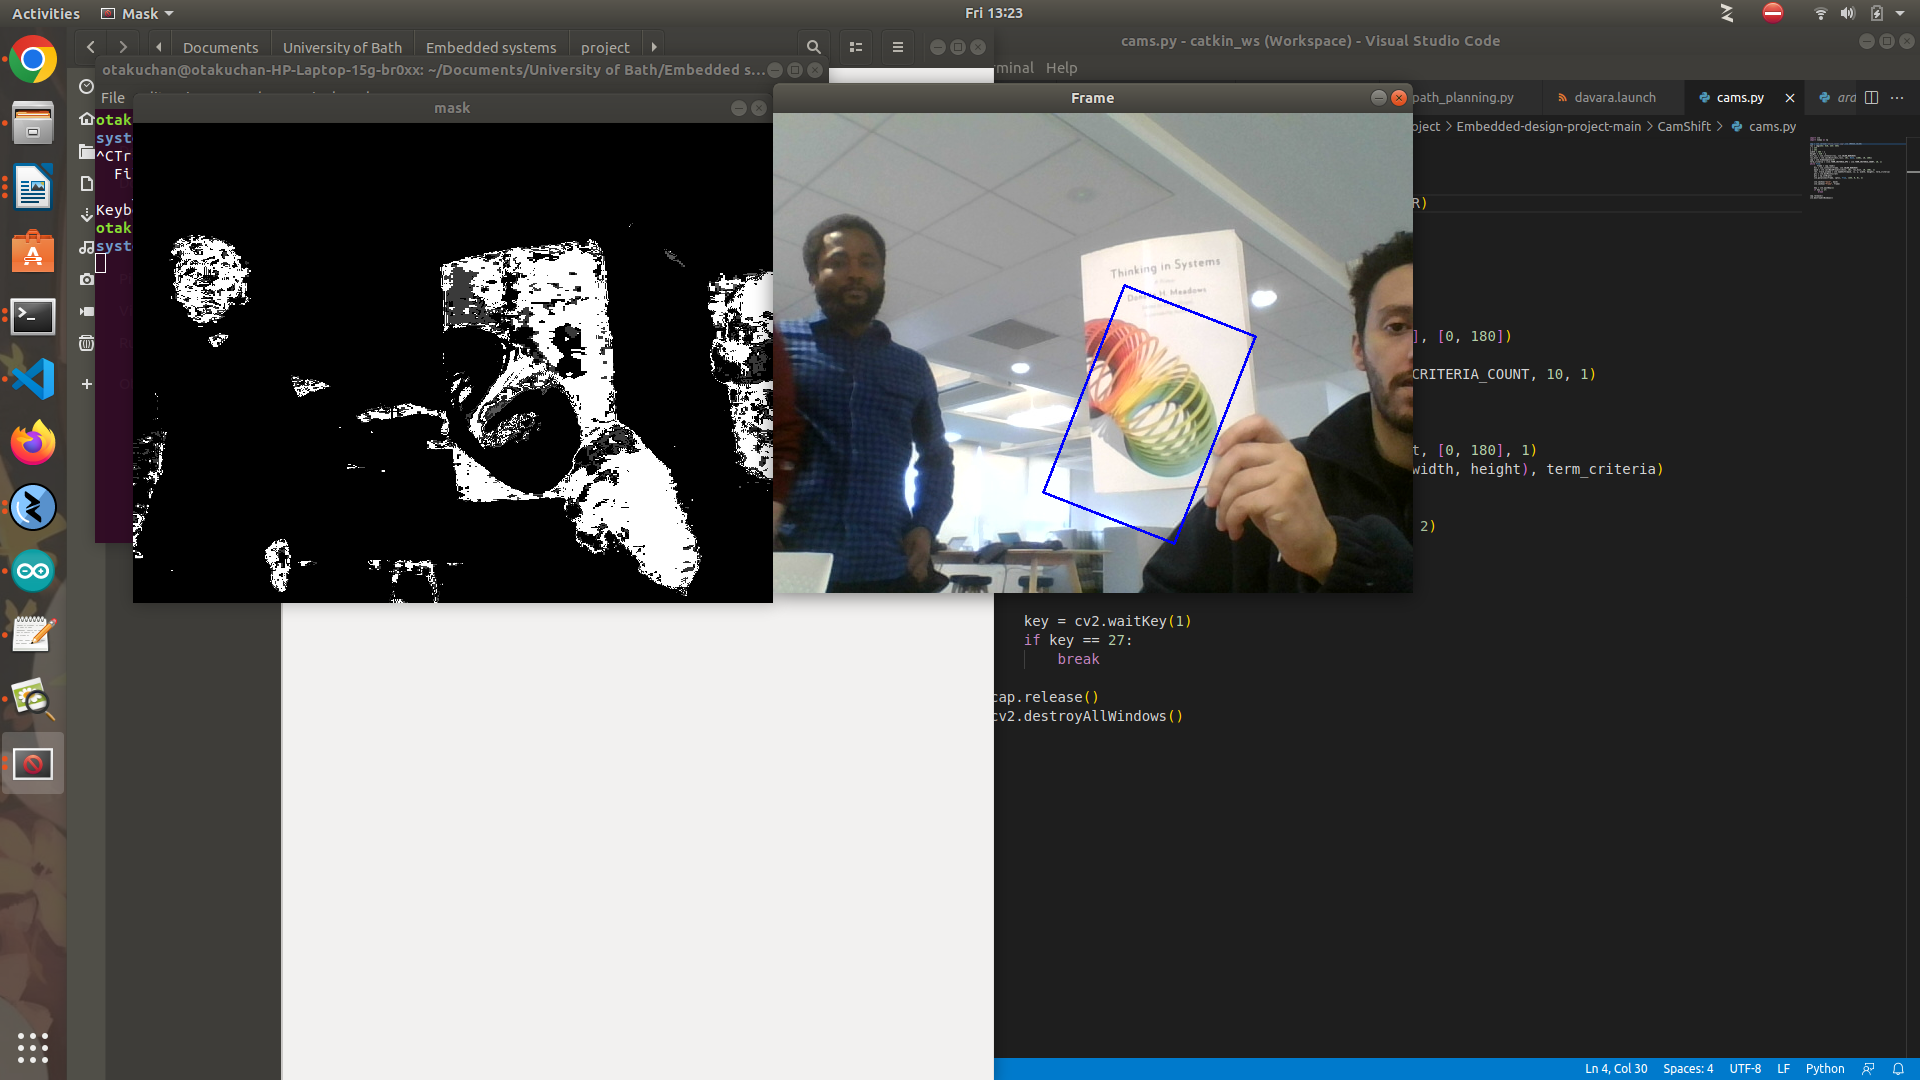 Activities
Mask
Fri 13:23
Documents
University of Bath
Embedded systems
project
cams.py - catkin_ws (Workspace) - Visual Studio Code
otakuchan@otakuchan-HP-Laptop-15g-br0xx: ~/Documents/University of Bath/Embedded s...
File
minal Help
mask
Frame
path_planning.py
davara.launch
cams.py
ard
oject > Embedded-design-project-main > CamShift > cams.py
otak
syst
^CTr
Fi
Keyb
otak
syst
Thinking in Systems
Donella H. Meadows
R)
], [0, 180])
CRITERIA_COUNT, 10, 1)
t, [0, 180], 1)
width, height), term_criteria)
2)
key = cv2.waitKey(1)
if key == 27:
break
cap.release()
cv2.destroyAllWindows()
Ln 4, Col 30
Spaces: 4
UTF-8
LF
Python